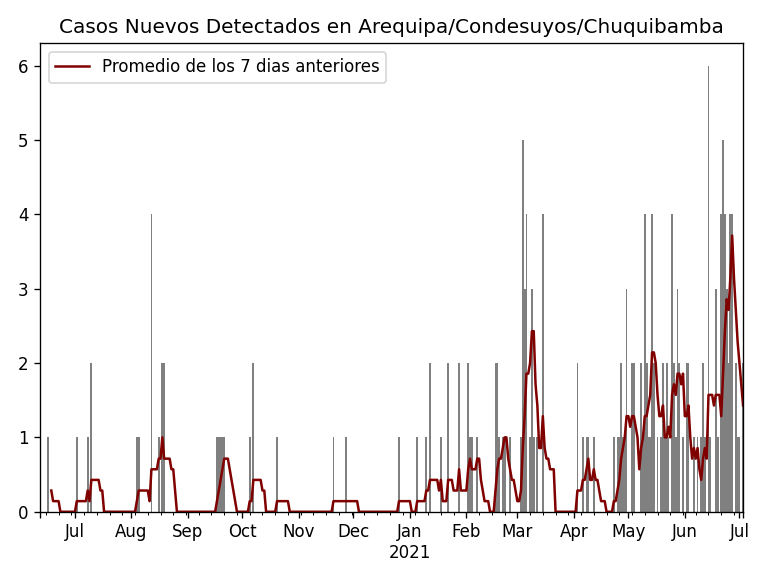 Casos Nuevos Detectados en Arequipa/Condesuyos/Chuquibamba
Promedio de los 7 dias anteriores
6
5
4
3
2
1
0
Jul Aug Sep Oct Nov Dec Jan Feb Mar Apr May Jun Jul
2021